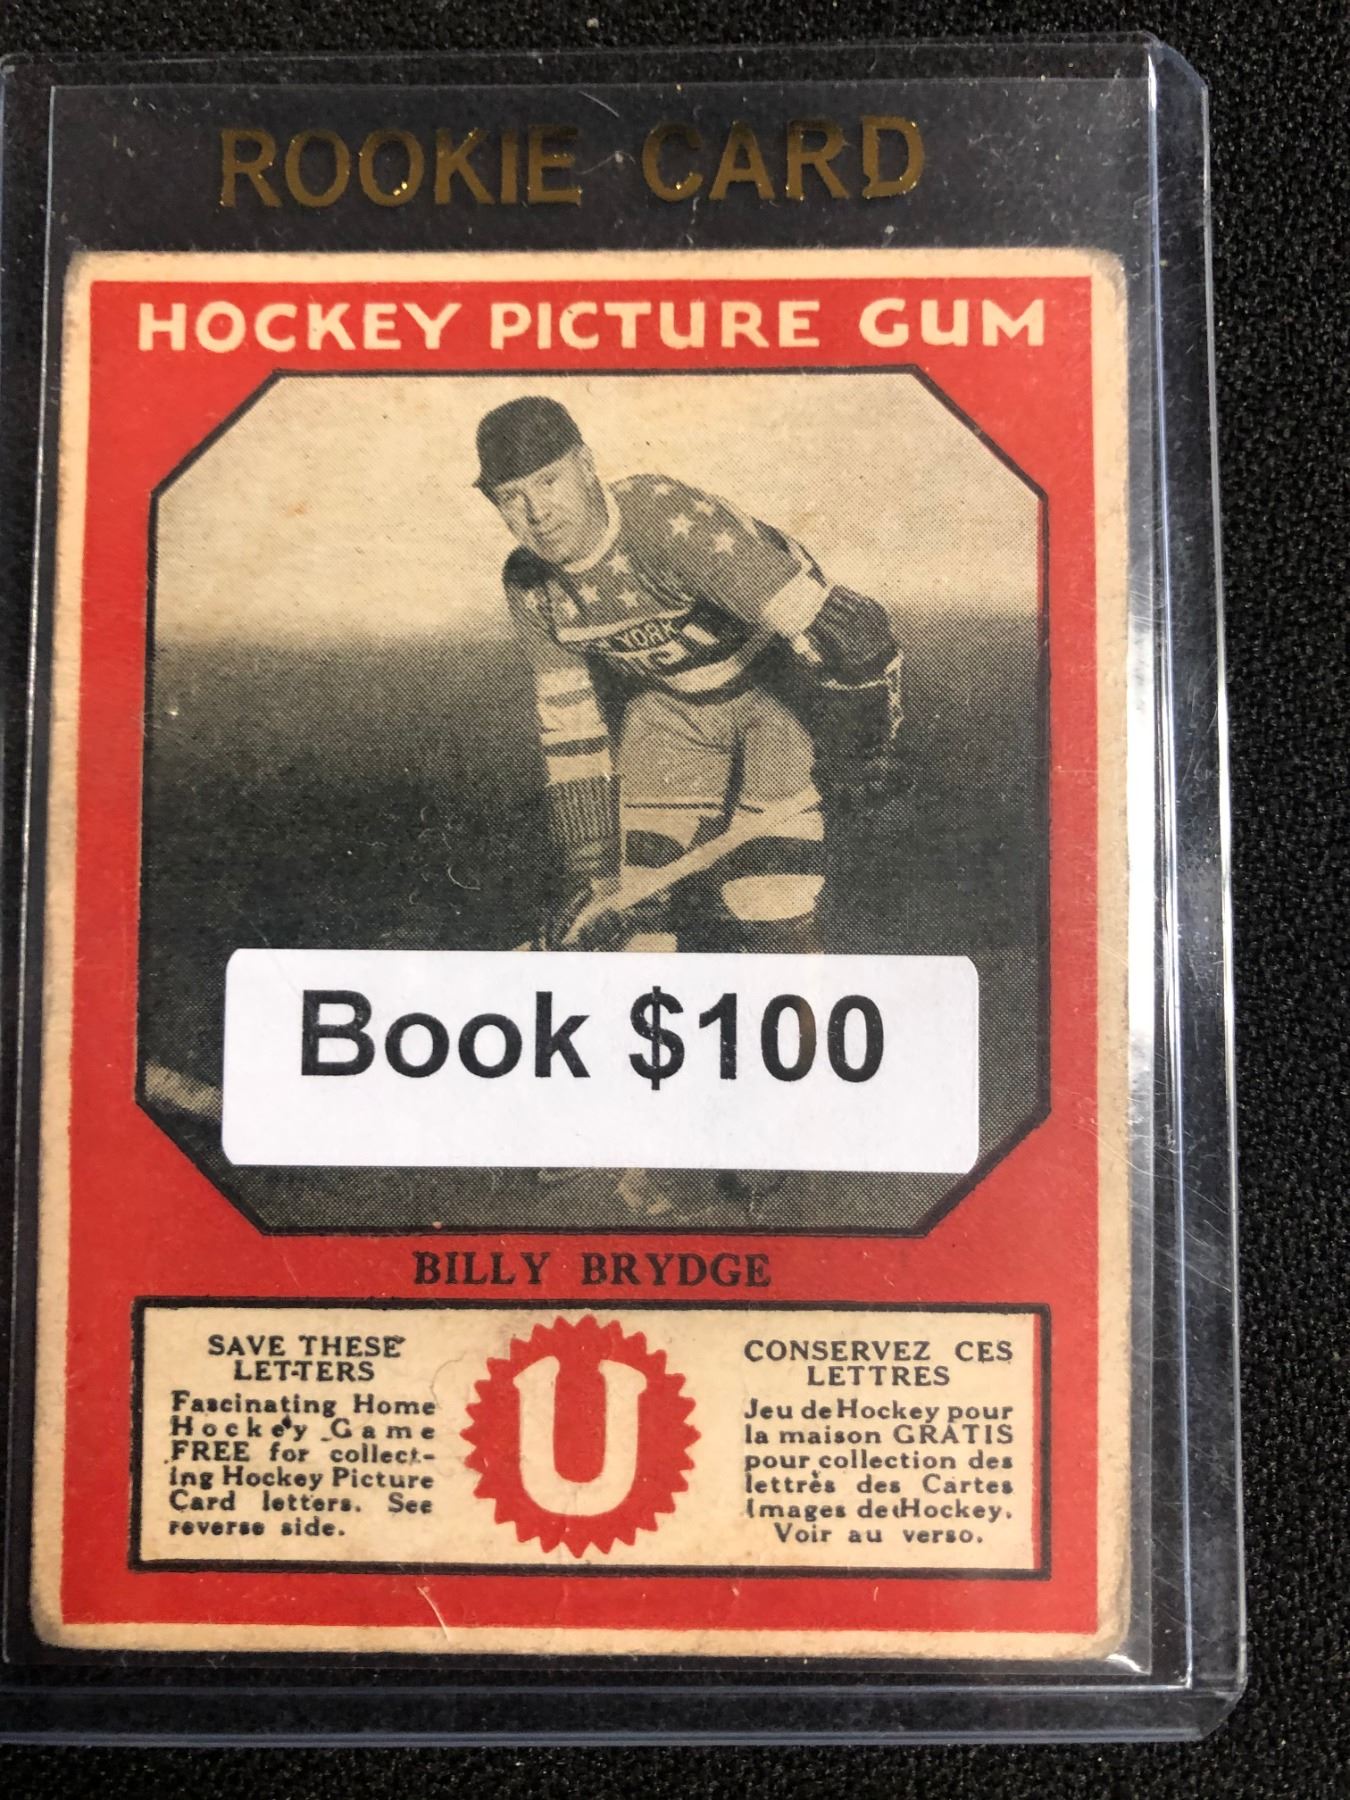 ROOKIE CARD
HOCKEY PICTURE GUM
YORK
Book $100
BILLY BRYDGE
SAVE THESE
LETTERS
Fascinating Home
Hockey Game
FREE for collect-
ing Hockey Picture
Card letters. See
reverse side.
U
CONSERVEZ CES
LETTRES
Jeu de Hockey pour
la maison GRATIS
pour collection des
lettrès des Cartes
Images de Hockey.
Voir au verso.